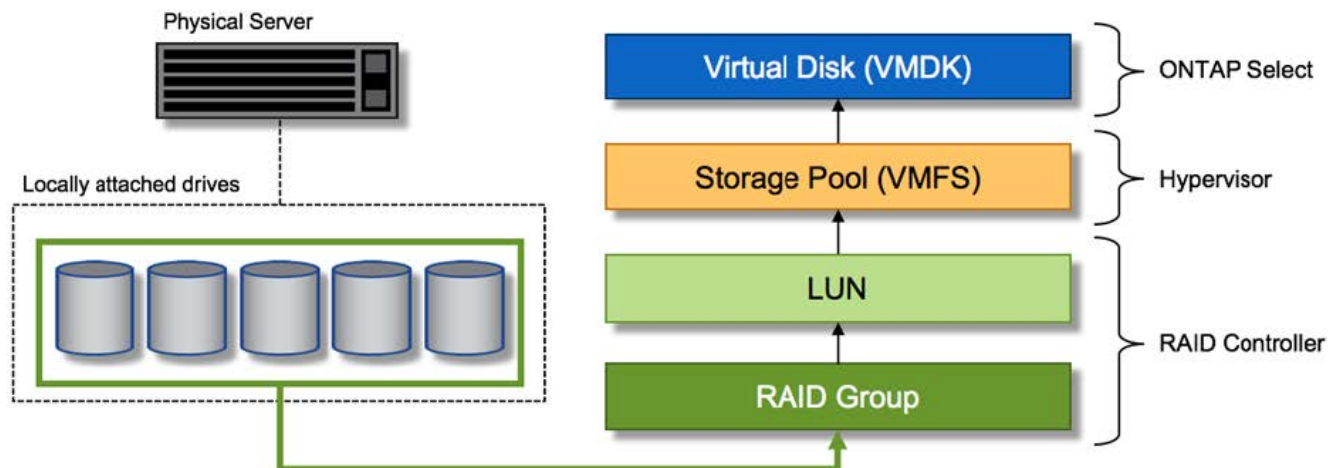 Physical Server
Locally attached drives
Virtual Disk (VMDK)
ONTAP Select
Storage Pool (VMFS)
Hypervisor
LUN
RAID Controller
RAID Group